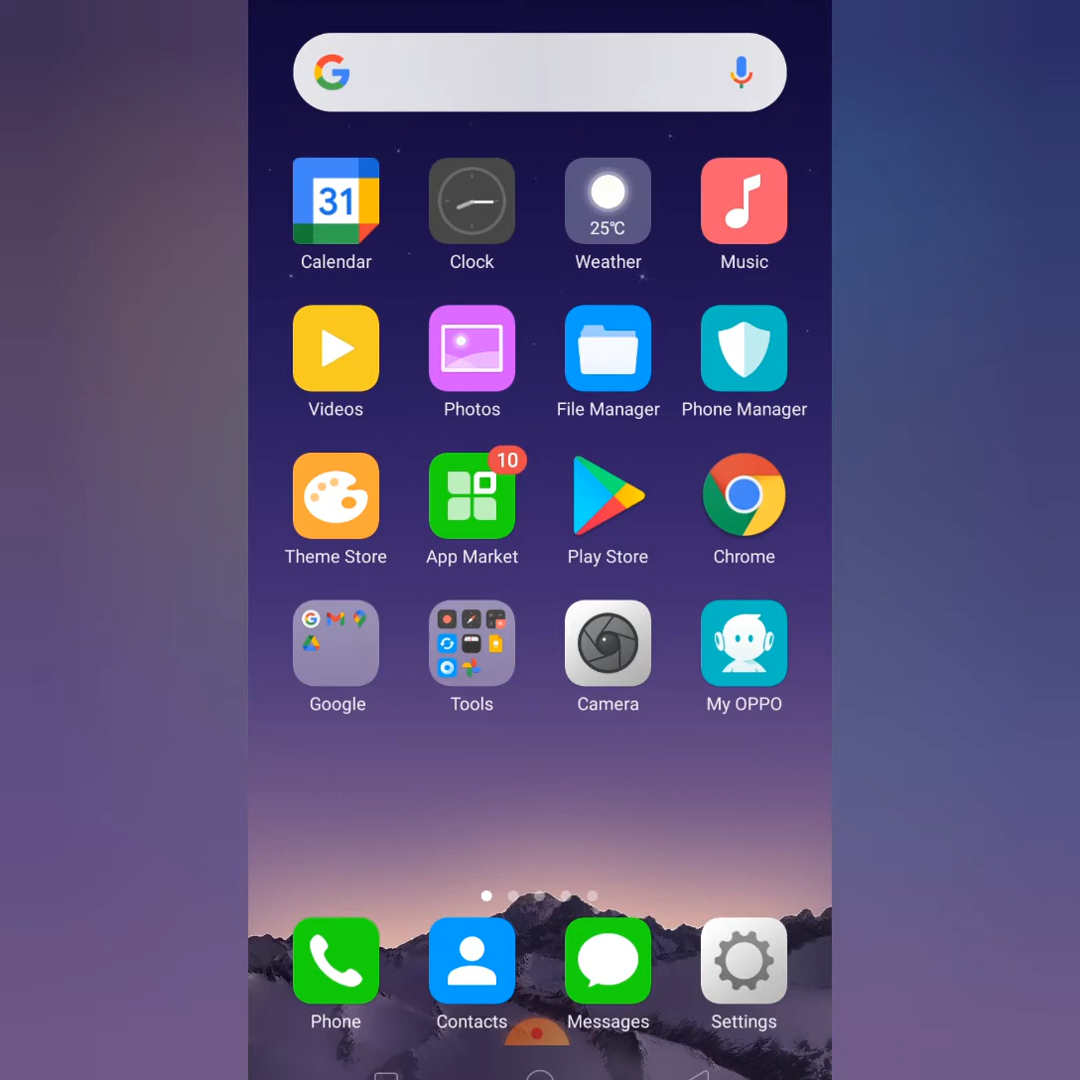 31
25℃
Calendar Clock Weather Music
Videos Photos File Manager Phone Manager
10
Theme Store App Market Play Store Chrome
Google Tools Camera My OPPO
Phone Contacts Messages Settings